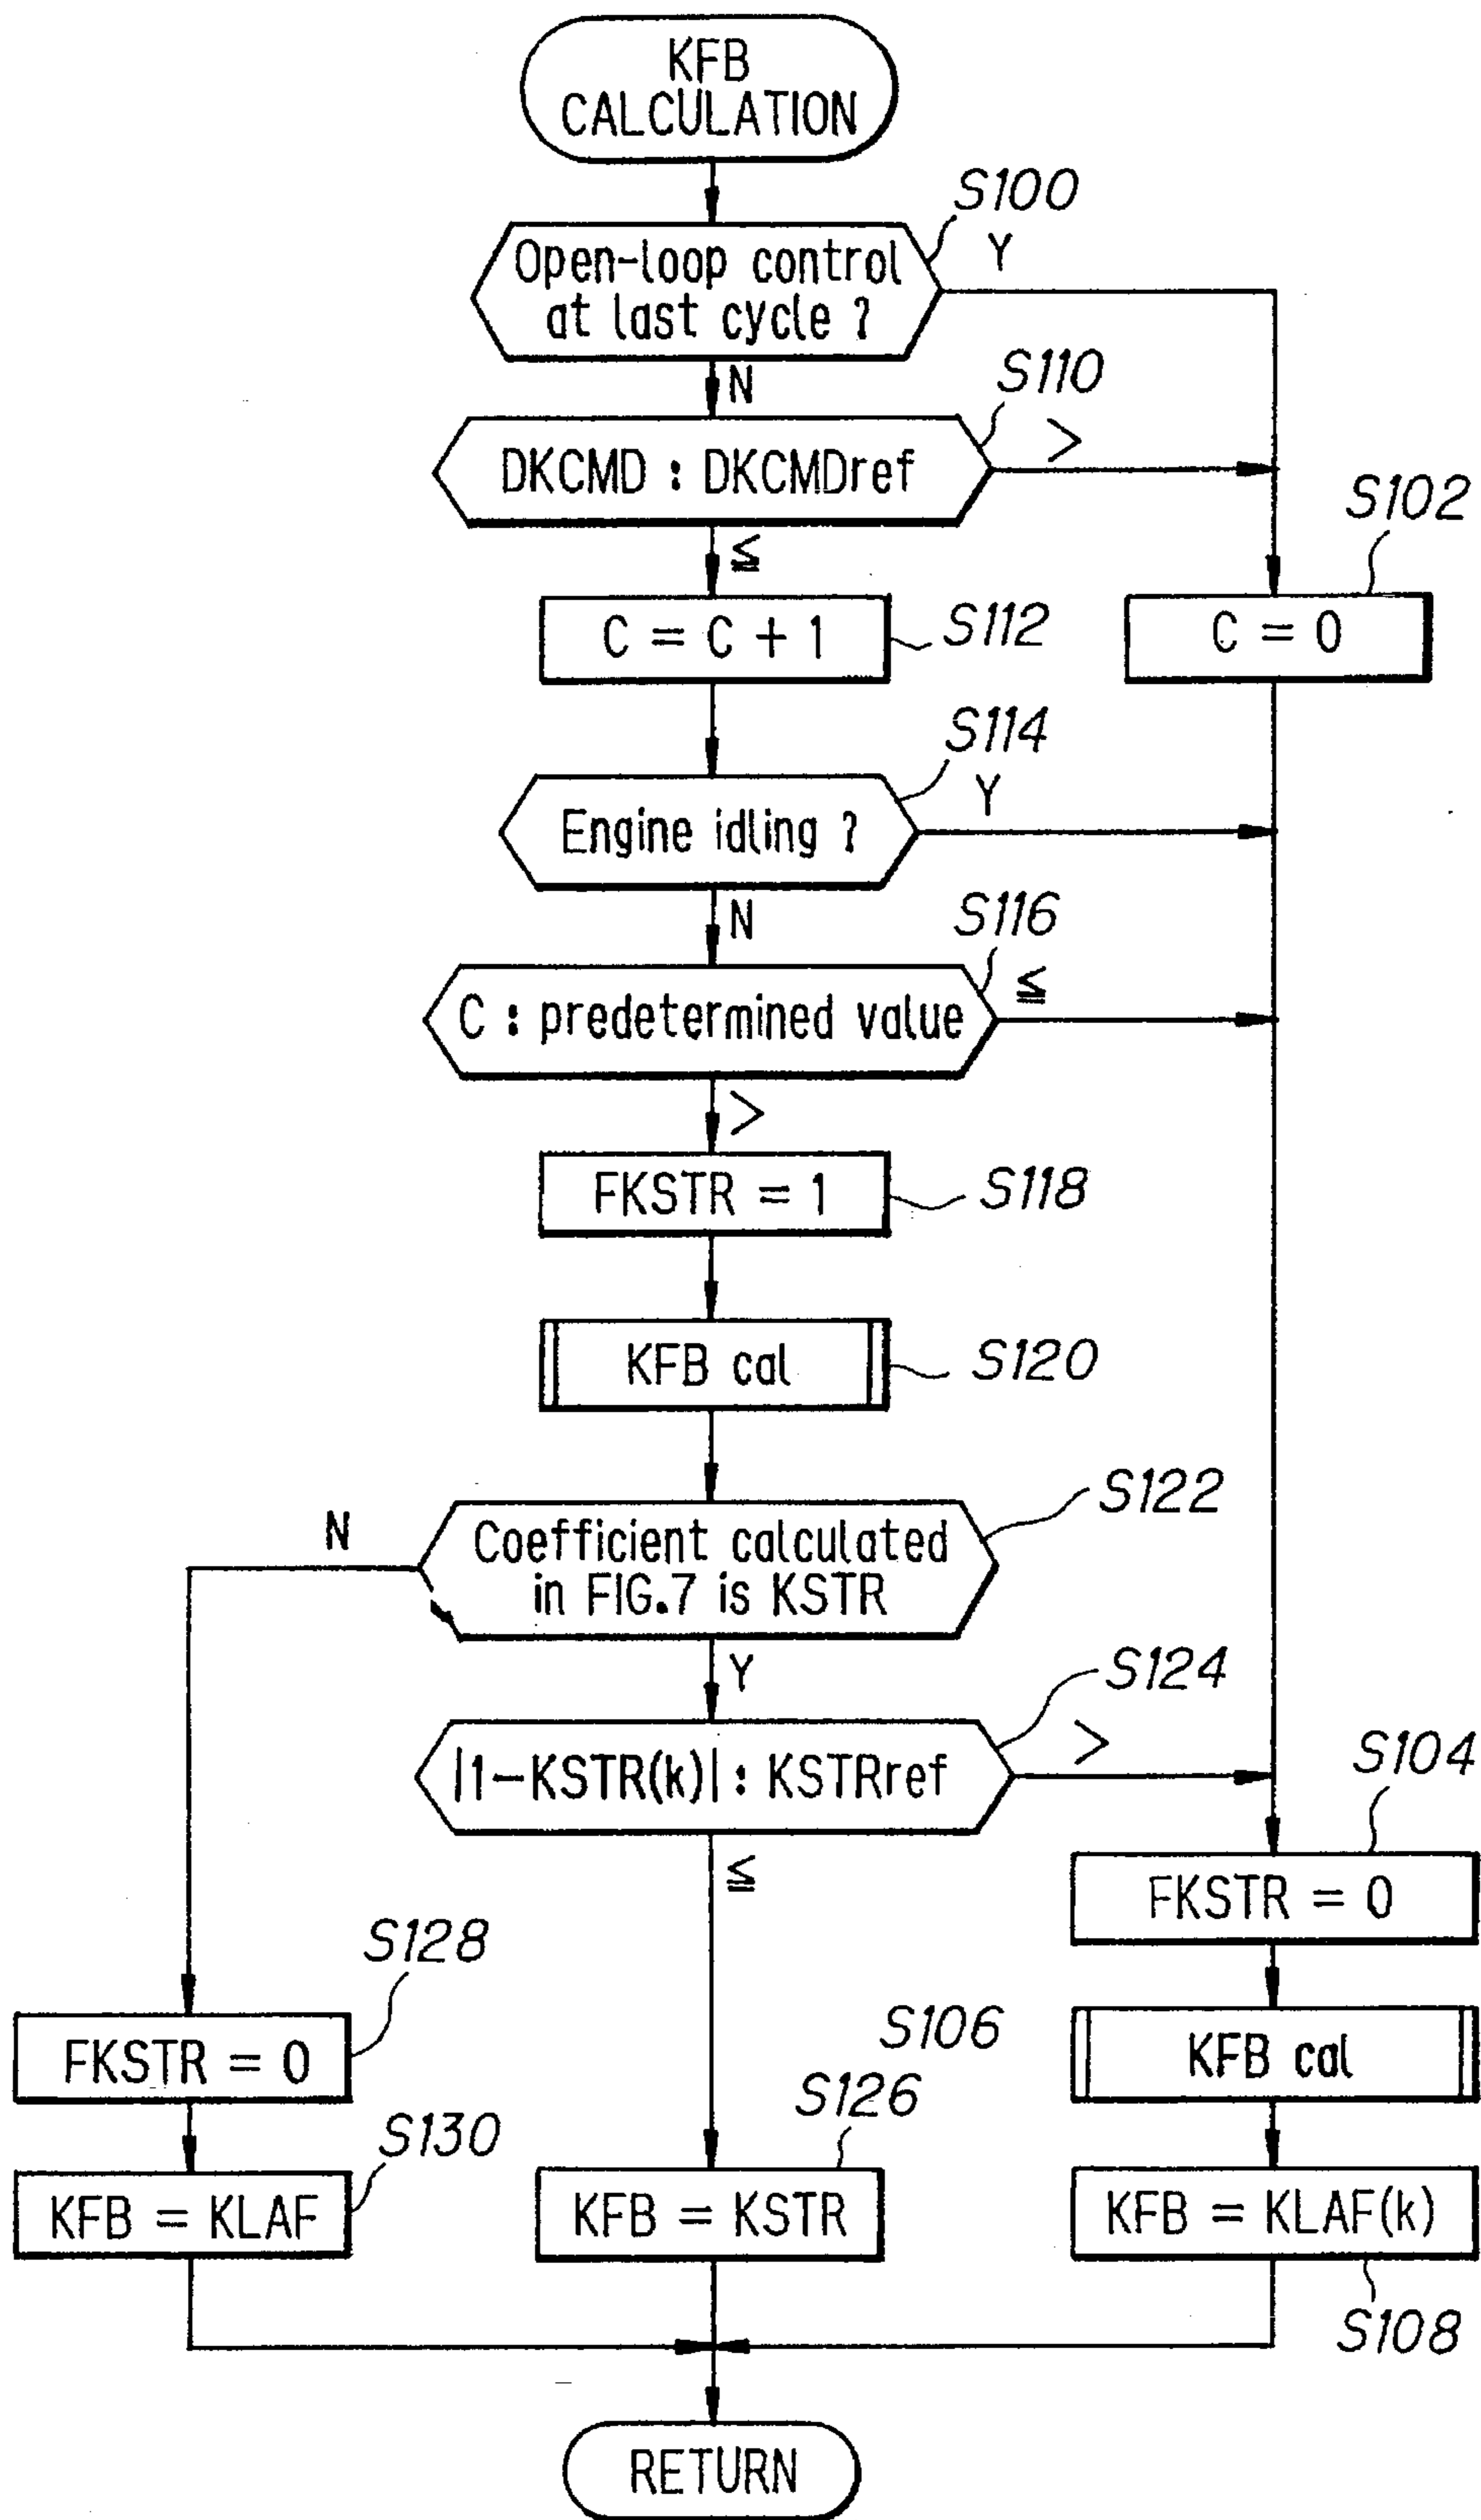 KFB
CALCULATION
S100
Open-loop control
at last cycle ?
Y
N
S110
DKCMD : DKCMDref
>
≦
S102
C = C + 1
S112
C = 0
S114
Engine idling ?
Y
N
S116
C : predetermined value
≦
>
FKSTR = 1
S118
KFB cal
S120
S122
N
Coefficient calculated
in FIG.7 is KSTR
Y
S124
|1-KSTR(k)| : KSTRref
>
≦
S104
FKSTR = 0
S128
FKSTR = 0
S106
KFB cal
S130
KFB = KLAF
S126
KFB = KSTR
KFB = KLAF(k)
S108
RETURN